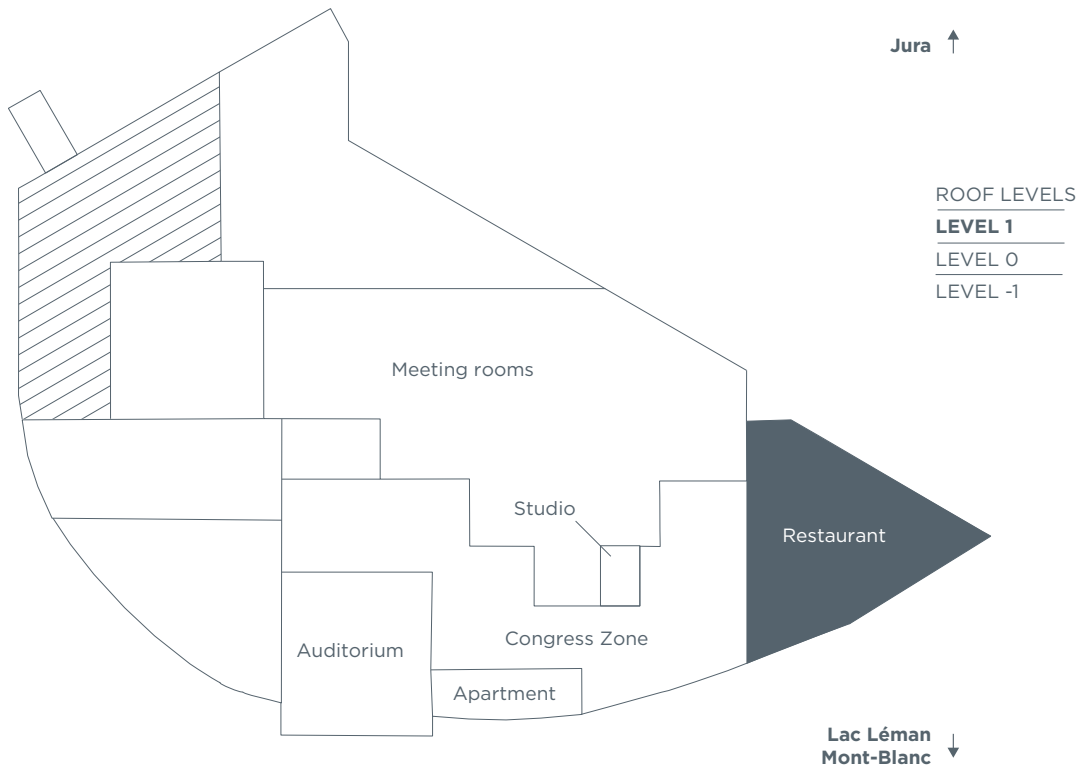 Jura
ROOF LEVELS
LEVEL 1
LEVEL 0
LEVEL -1
Meeting rooms
Studio
Restaurant
Congress Zone
Auditorium
Apartment
Lac Léman
Mont-Blanc